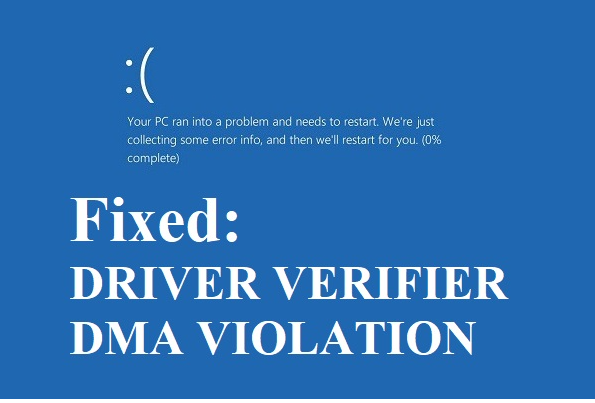 :(
Your PC ran into a problem and needs to restart. We're just
collecting some error info, and then we'll restart for you. (0%
complete)
Fixed:
DRIVER VERIFIER
DMA VIOLATION